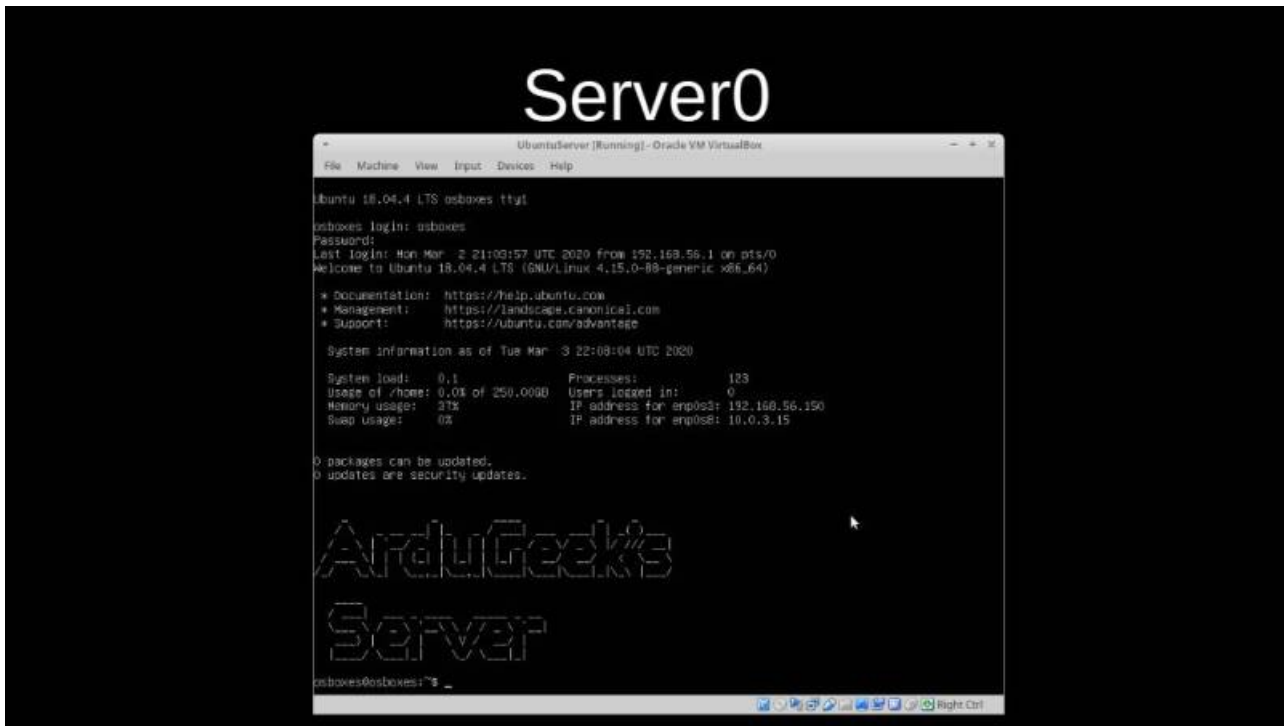 Server0
UbuntuServer [Running] - Oracle VM VirtualBox
File Machine View Input Devices Help
Ubuntu 18.04.4 LTS osboxes tty1
osboxes login: osboxes
Password:
Last login: Mon Mar 2 21:03:57 UTC 2020 from 192.168.56.1 on pts/0
Welcome to Ubuntu 18.04.4 LTS (GNU/Linux 4.15.0-88-generic x86_64)
* Documentation: https://help.ubuntu.com
* Management: https://landscape.canonical.com
* Support: https://ubuntu.com/advantage
System information as of Tue Mar 3 22:08:04 UTC 2020
System load: 0.1 Processes: 123
Usage of /home: 0.0% of 250.00GB Users logged in: 0
Memory usage: 37% IP address for enp0s3: 192.168.56.150
Swap usage: 0% IP address for enp0s8: 10.0.3.15
0 packages can be updated.
0 updates are security updates.
ArduGeek's
Server
osboxes@osboxes:~$ _
Right Ctrl